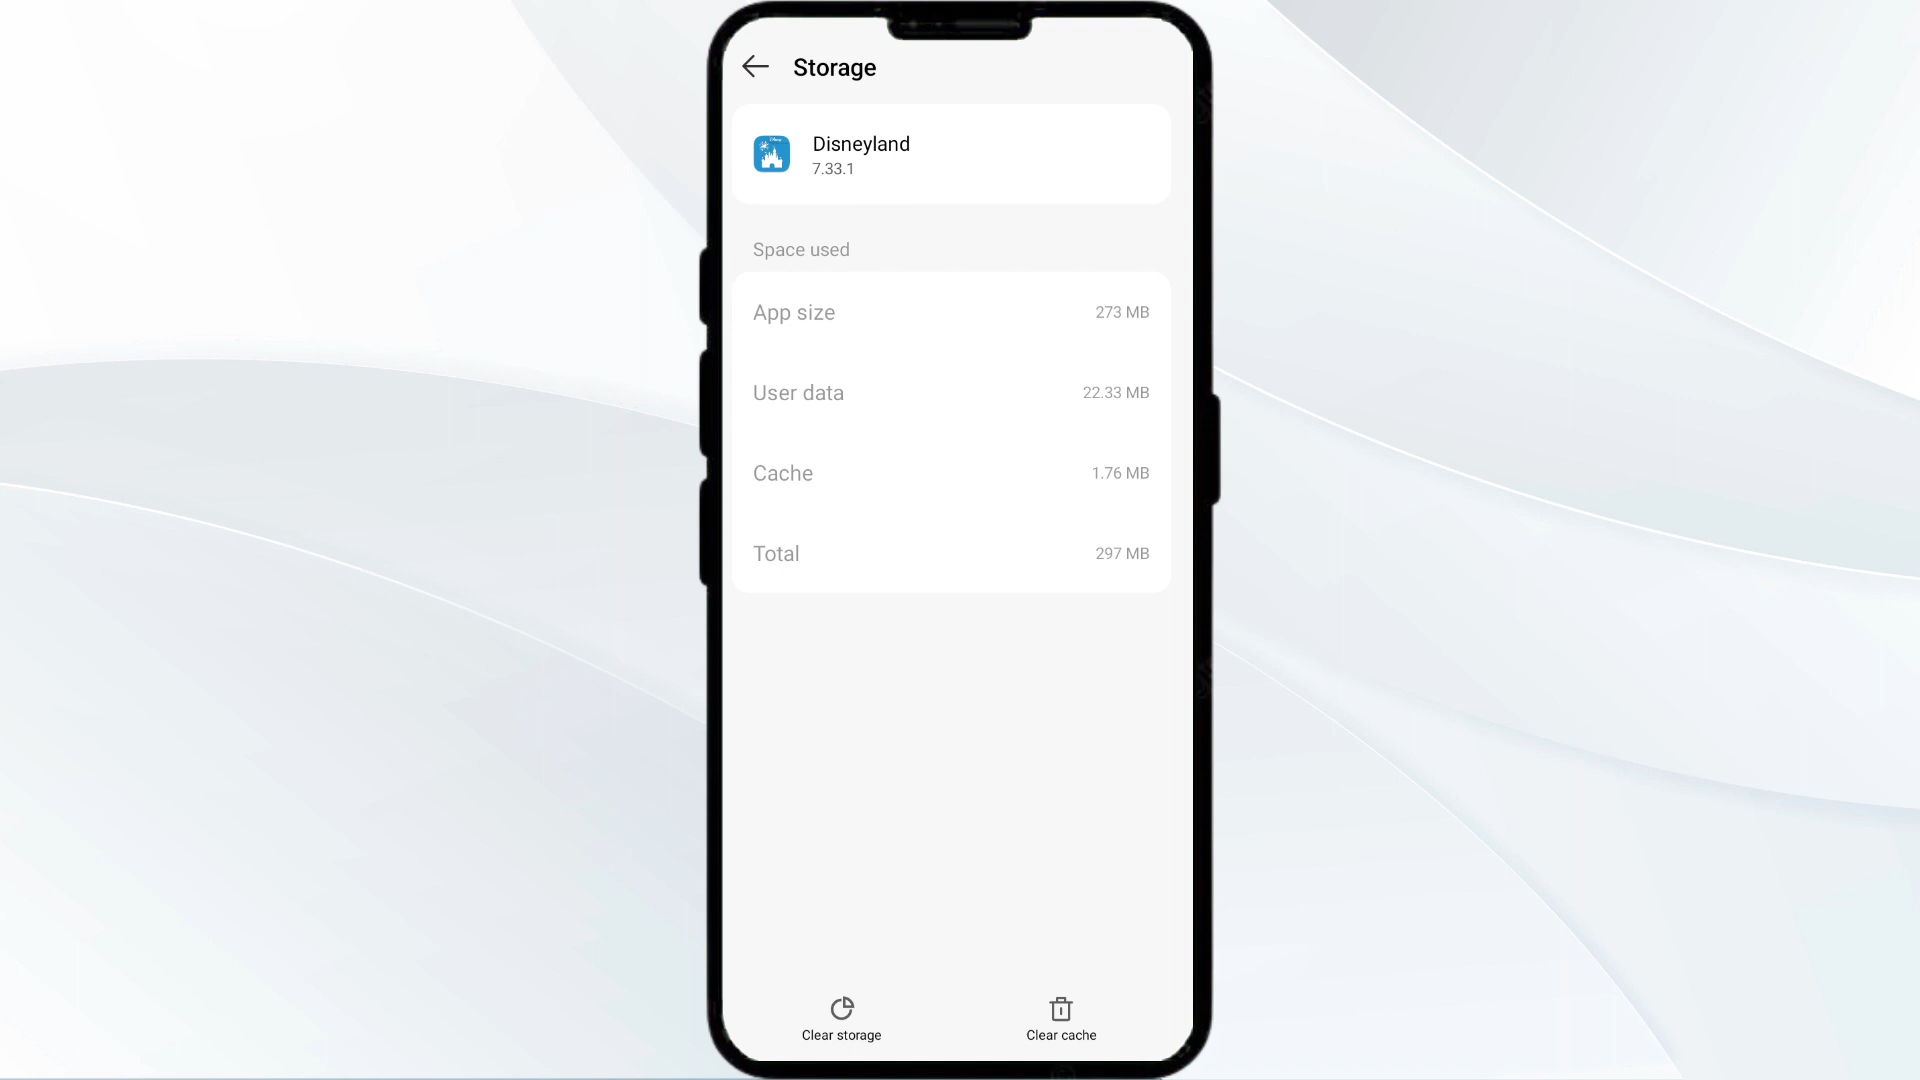 Storage
Disneyland
7.33.1
Space used
App size 273 MB
User data 22.33 MB
Cache 1.76 MB
Total 297 MB
Clear storage Clear cache